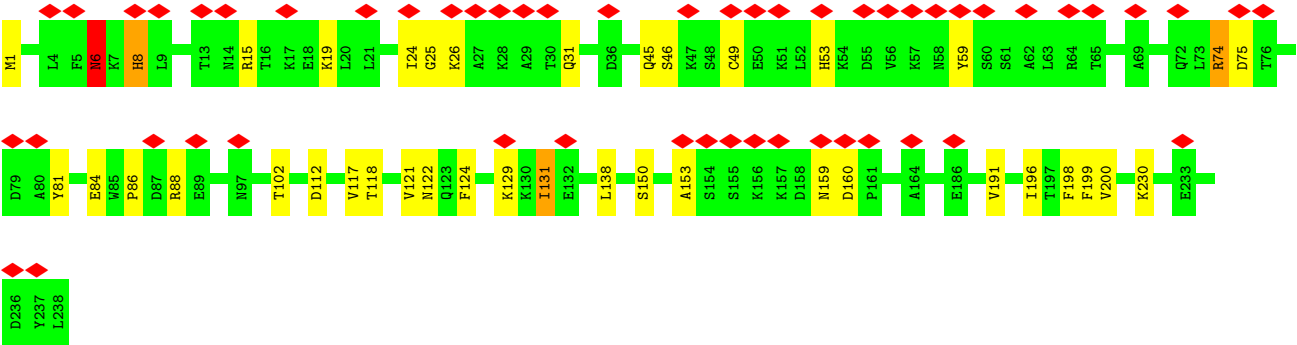 M1 L4 F5 N6 K7 H8 L9 T13 N14 R15 T16 K17 E18 K19 L20 L21 I24 G25 K26 A27 K28 A29 T30 Q31 D36 Q45 S46 K47 S48 C49 E50 K51 L52 H53 K54 D55 V56 K57 N58 Y59 S60 S61 A62 L63 R64 T65 A69 Q72 L73 R74 D75 T76
D79 A80 Y81 E84 W85 P86 D87 R88 E89 N97 T102 D112 V117 T118 V121 N122 Q123 F124 K129 K130 I131 E132 L138 S150 A153 S154 S155 K156 K157 D158 N159 D160 P161 A164 E186 V191 I196 T197 F198 F199 V200 K230 E233
D236 Y237 L238